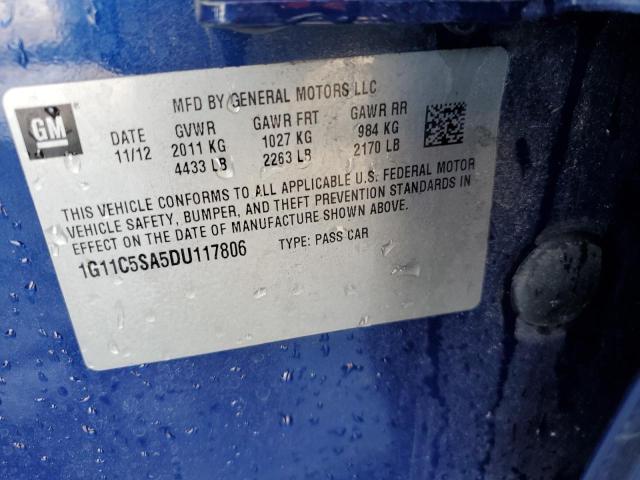 MFD BY GENERAL MOTORS LLC
GM
DATE GVWR GAWR FRT GAWR RR
11/12 2011 KG 1027 KG 984 KG
4433 LB 2263 LB 2170 LB
THIS VEHICLE CONFORMS TO ALL APPLICABLE U.S. FEDERAL MOTOR
VEHICLE SAFETY, BUMPER, AND THEFT PREVENTION STANDARDS IN
EFFECT ON THE DATE OF MANUFACTURE SHOWN ABOVE.
1G11C5SA5DU117806 TYPE: PASS CAR